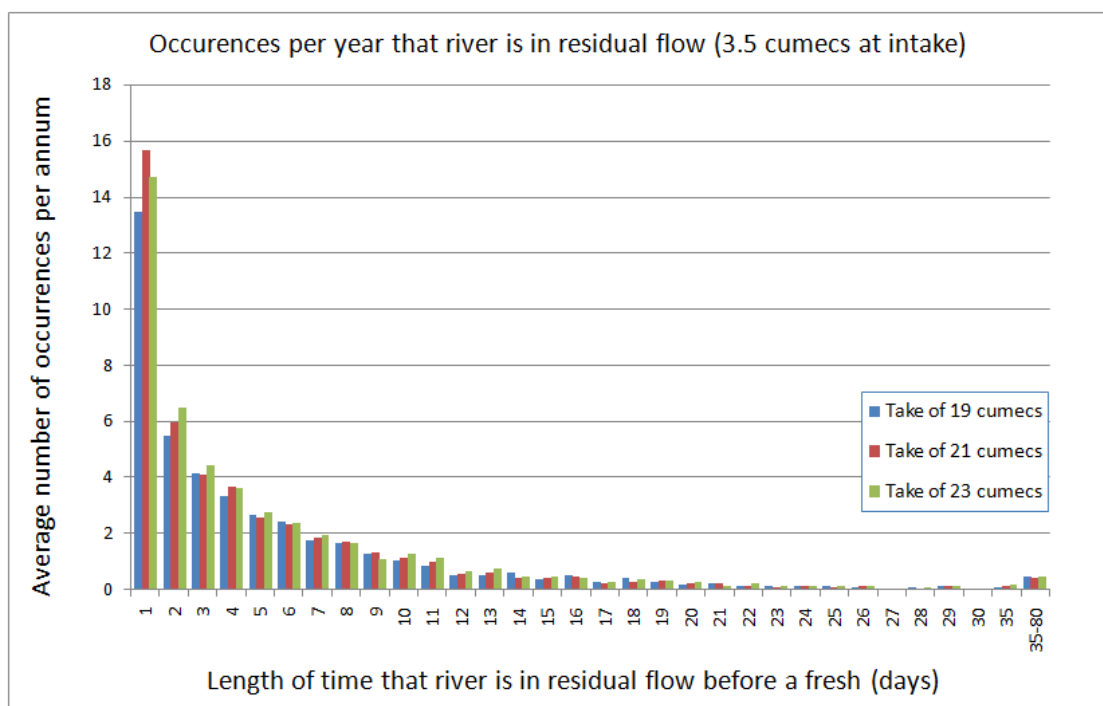 Occurences per year that river is in residual flow (3.5 cumecs at intake)
Average number of occurrences per annum
18
16
14
12
10
8
6
4
2
0
Take of 19 cumecs
Take of 21 cumecs
Take of 23 cumecs
1 2 3 4 5 6 7 8 9 10 11 12 13 14 15 16 17 18 19 20 21 22 23 24 25 26 27 28 29 30 35 35-80
Length of time that river is in residual flow before a fresh (days)